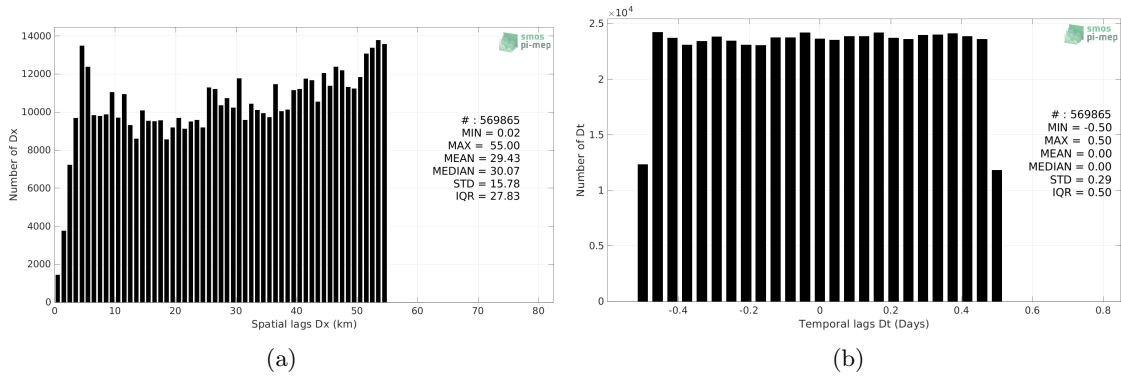 14000
12000
10000
8000
6000
4000
2000
0
Number of Dx
0 10 20 30 40 50 60 70 80
Spatial lags Dx (km)
smos
pi-mep
# : 569865
MIN = 0.02
MAX = 55.00
MEAN = 29.43
MEDIAN = 30.07
STD = 15.78
IQR = 27.83
(a)
×10⁴
2.5
2
1.5
1
0.5
0
Number of Dt
-0.4 -0.2 0 0.2 0.4 0.6 0.8
Temporal lags Dt (Days)
smos
pi-mep
# : 569865
MIN = -0.50
MAX = 0.50
MEAN = 0.00
MEDIAN = 0.00
STD = 0.29
IQR = 0.50
(b)